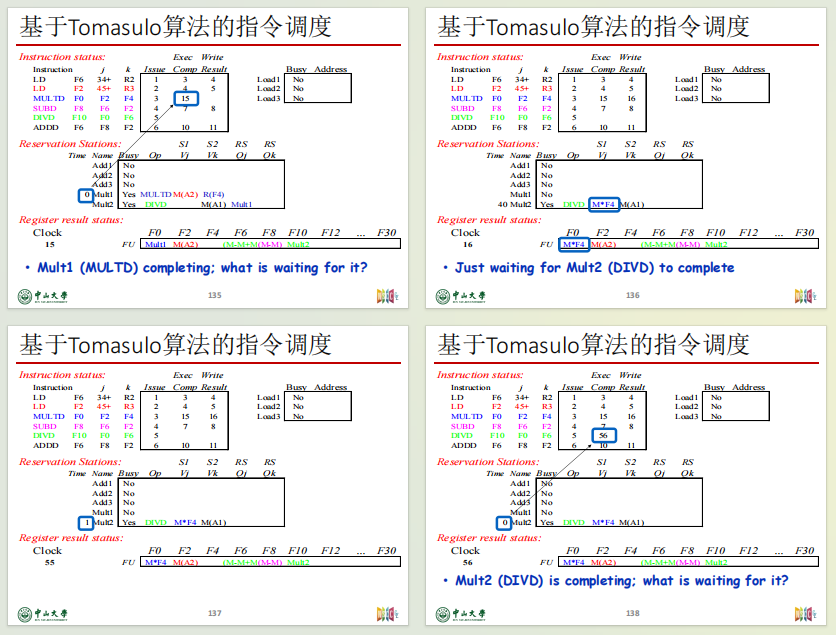 基于Tomasulo算法的指令调度
Instruction status: Exec Write
Instruction j k Issue Comp Result Busy Address
LD F6 34+ R2 1 3 4 Load1 No
LD F2 45+ R3 2 4 5 Load2 No
MULTD F0 F2 F4 3 15 Load3 No
SUBD F8 F6 F2 4 7 8
DIVD F10 F0 F6 5
ADDD F6 F8 F2 6 10 11
Reservation Stations: S1 S2 RS RS
Time Name Busy Op Vj Vk Qj Qk
Add1 No
Add2 No
Add3 No
0 Mult1 Yes MULTD M(A2) R(F4)
Mult2 Yes DIVD M(A1) Mult1
Register result status:
Clock F0 F2 F4 F6 F8 F10 F12 ... F30
15 FU Mult1 M(A2) (M-M+M(M-M) Mult2
• Mult1 (MULTD) completing; what is waiting for it?
中山大學
135
基于Tomasulo算法的指令调度
Instruction status: Exec Write
Instruction j k Issue Comp Result Busy Address
LD F6 34+ R2 1 3 4 Load1 No
LD F2 45+ R3 2 4 5 Load2 No
MULTD F0 F2 F4 3 15 16 Load3 No
SUBD F8 F6 F2 4 7 8
DIVD F10 F0 F6 5
ADDD F6 F8 F2 6 10 11
Reservation Stations: S1 S2 RS RS
Time Name Busy Op Vj Vk Qj Qk
Add1 No
Add2 No
Add3 No
Mult1 No
40 Mult2 Yes DIVD M*F4 M(A1)
Register result status:
Clock F0 F2 F4 F6 F8 F10 F12 ... F30
16 FU M*F4 M(A2) (M-M+M(M-M) Mult2
• Just waiting for Mult2 (DIVD) to complete
中山大學
136
基于Tomasulo算法的指令调度
Instruction status: Exec Write
Instruction j k Issue Comp Result Busy Address
LD F6 34+ R2 1 3 4 Load1 No
LD F2 45+ R3 2 4 5 Load2 No
MULTD F0 F2 F4 3 15 16 Load3 No
SUBD F8 F6 F2 4 7 8
DIVD F10 F0 F6 5
ADDD F6 F8 F2 6 10 11
Reservation Stations: S1 S2 RS RS
Time Name Busy Op Vj Vk Qj Qk
Add1 No
Add2 No
Add3 No
Mult1 No
1 Mult2 Yes DIVD M*F4 M(A1)
Register result status:
Clock F0 F2 F4 F6 F8 F10 F12 ... F30
55 FU M*F4 M(A2) (M-M+M(M-M) Mult2
中山大學
137
基于Tomasulo算法的指令调度
Instruction status: Exec Write
Instruction j k Issue Comp Result Busy Address
LD F6 34+ R2 1 3 4 Load1 No
LD F2 45+ R3 2 4 5 Load2 No
MULTD F0 F2 F4 3 15 16 Load3 No
SUBD F8 F6 F2 4 7 8
DIVD F10 F0 F6 5 56
ADDD F6 F8 F2 6 10 11
Reservation Stations: S1 S2 RS RS
Time Name Busy Op Vj Vk Qj Qk
Add1 No
Add2 No
Add3 No
Mult1 No
0 Mult2 Yes DIVD M*F4 M(A1)
Register result status:
Clock F0 F2 F4 F6 F8 F10 F12 ... F30
56 FU M*F4 M(A2) (M-M+M(M-M) Mult2
• Mult2 (DIVD) is completing; what is waiting for it?
中山大學
138